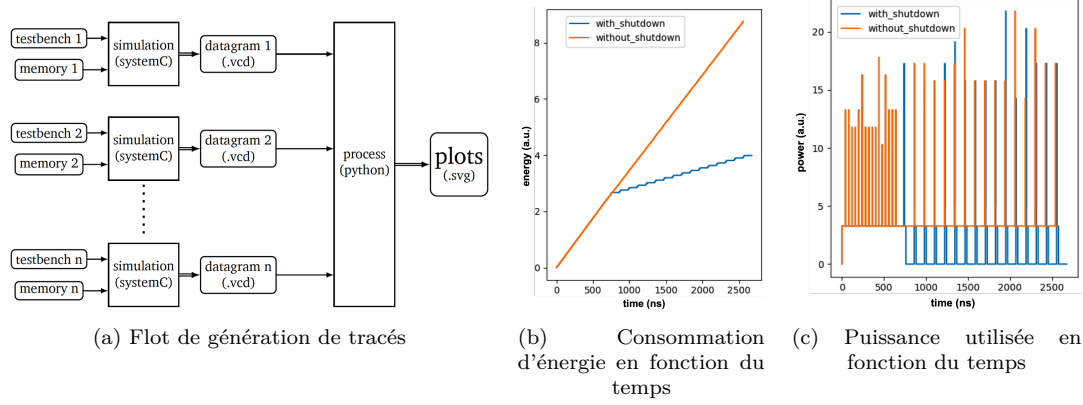 testbench 1
memory 1
simulation
(systemC)
datagram 1
(.vcd)
testbench 2
memory 2
simulation
(systemC)
datagram 2
(.vcd)
testbench n
memory n
simulation
(systemC)
datagram n
(.vcd)
process
(python)
plots
(.svg)
(a) Flot de génération de tracés
with_shutdown
without_shutdown
energy (a.u.)
8
6
4
2
0
0 500 1000 1500 2000 2500
time (ns)
(b) Consommation
d'énergie en fonction du
temps
with_shutdown
without_shutdown
power (a.u.)
20
15
10
5
0
0 500 1000 1500 2000 2500
time (ns)
(c) Puissance utilisée en
fonction du temps